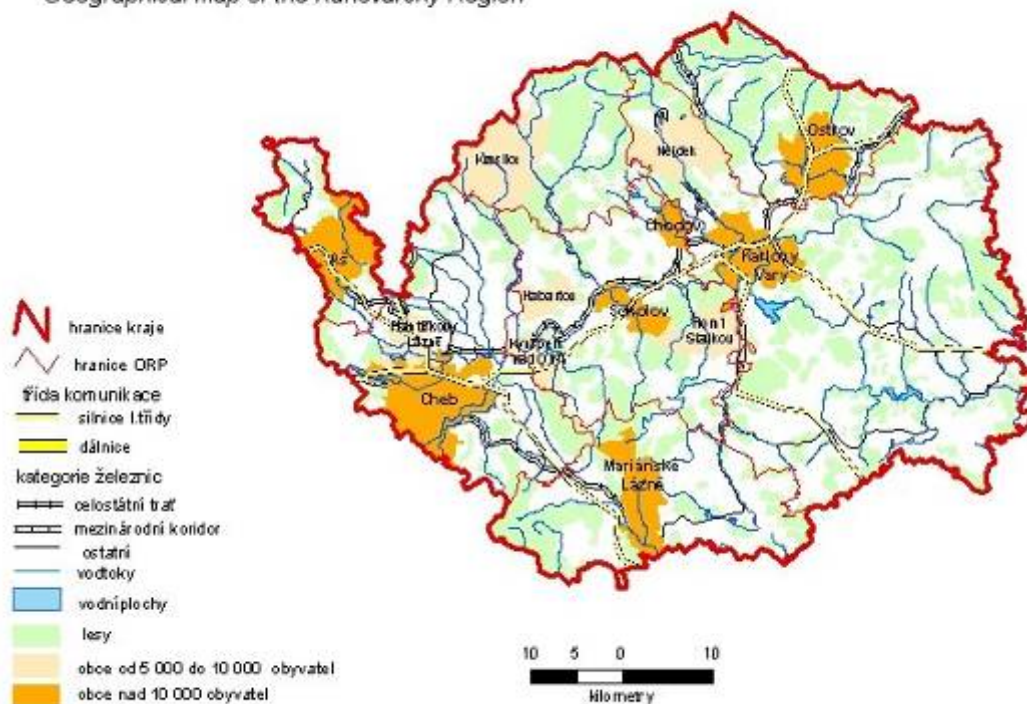 Geographical map of the Karlovarský Region
Ostrov
Nejdek
Chodov
Karlovy
Vary
Aš
Habartov
Sokolov
Horní
Slavkov
Lázně
Kynšperk
nad Ohří
Cheb
Mariánské
Lázně
hranice kraje
hranice ORP
třída komunikace
silnice I.třídy
dálnice
kategorie železnic
celostátní trať
mezinárodní koridor
ostatní
vodtoky
vodní plochy
lesy
obce od 5 000 do 10 000 obyvatel
obce nad 10 000 obyvatel
10 5 0 10
kilometry